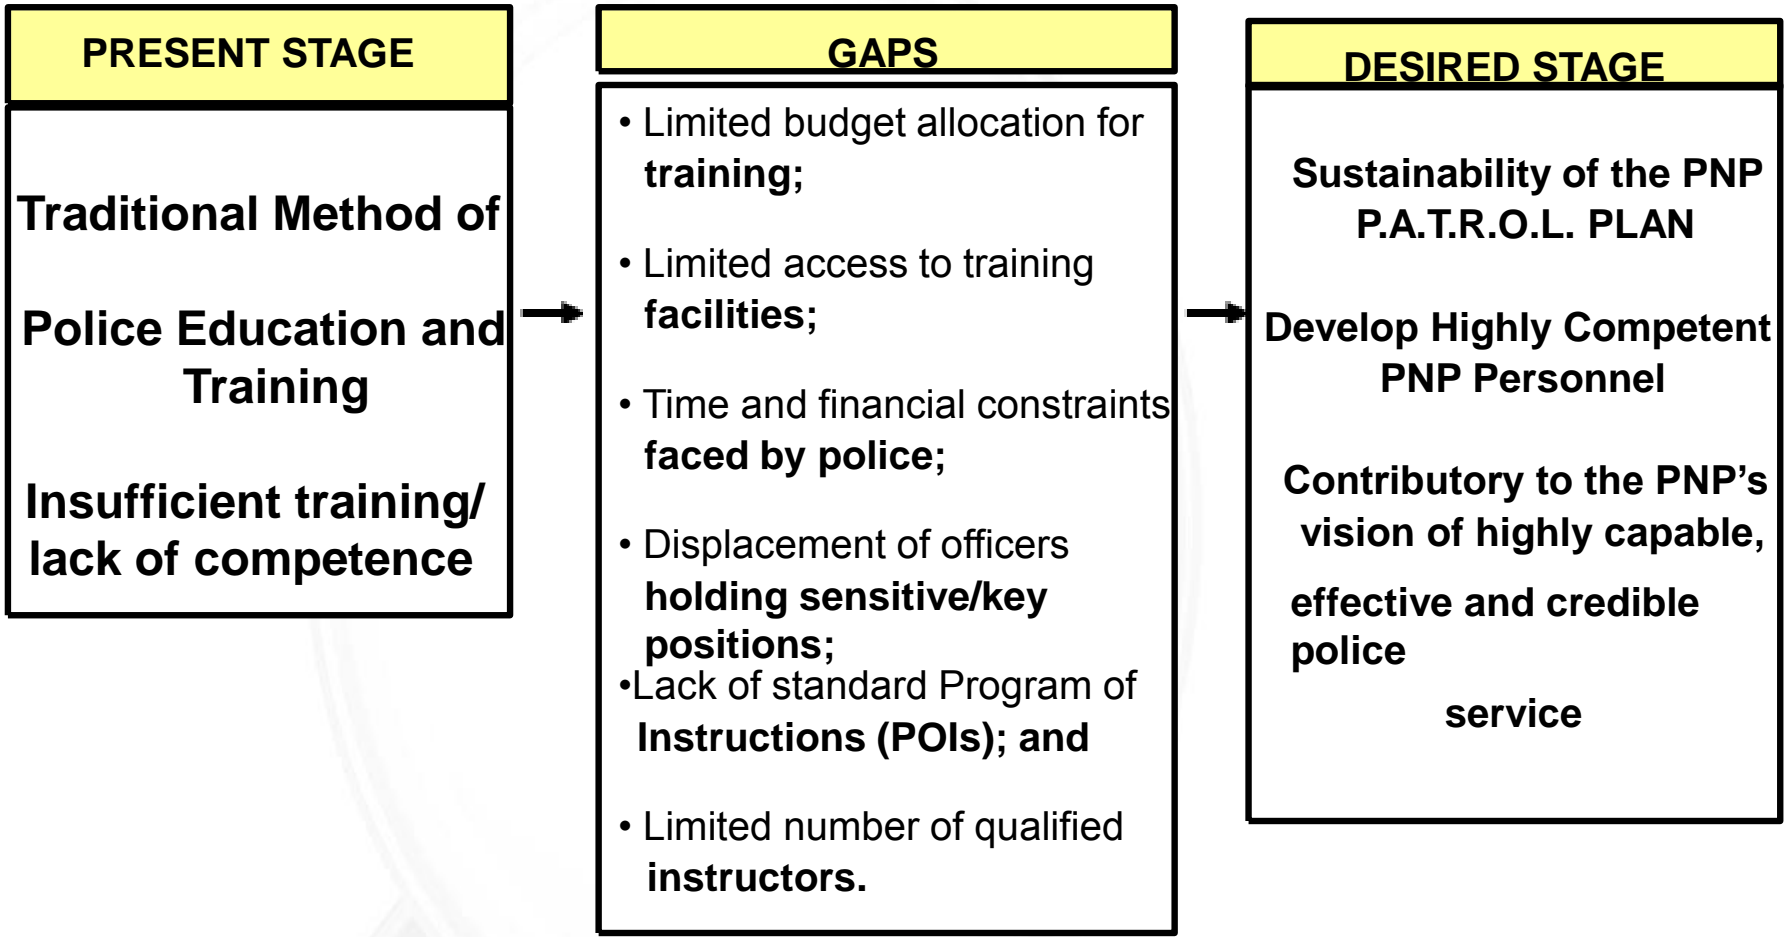 PRESENT STAGE
Traditional Method of
Police Education and
Training
Insufficient training/
lack of competence
GAPS
• Limited budget allocation for
training;
• Limited access to training
facilities;
• Time and financial constraints
faced by police;
• Displacement of officers
holding sensitive/key
positions;
•Lack of standard Program of
Instructions (POIs); and
• Limited number of qualified
instructors.
DESIRED STAGE
Sustainability of the PNP
P.A.T.R.O.L. PLAN
Develop Highly Competent
PNP Personnel
Contributory to the PNP’s
vision of highly capable,
effective and credible
police
service